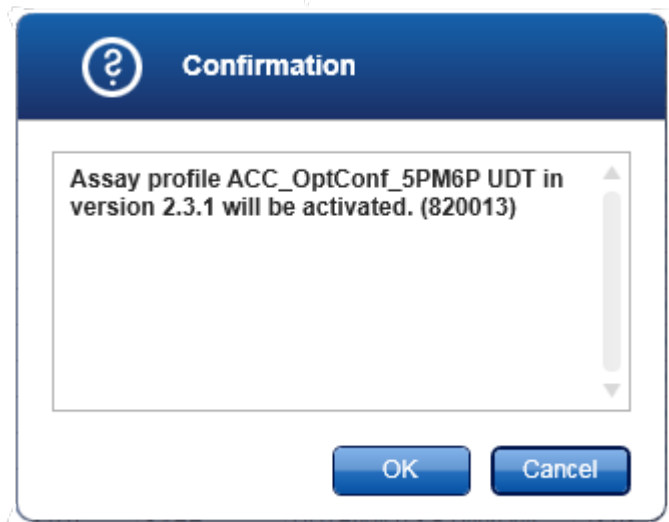 Confirmation
Assay profile ACC_OptConf_5PM6P UDT in
version 2.3.1 will be activated. (820013)
OK
Cancel